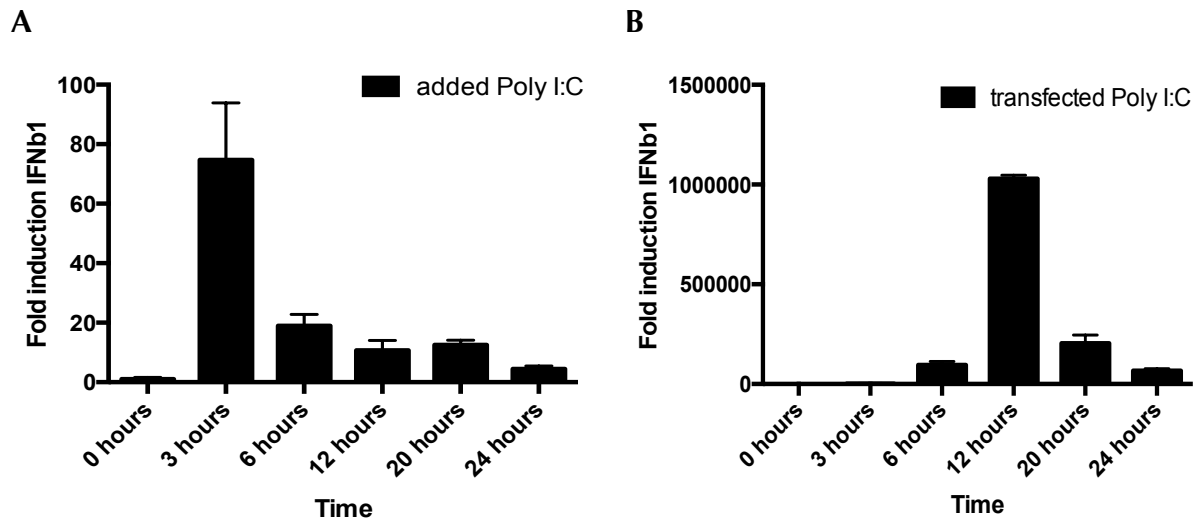 A
added Poly I:C
Fold induction IFNb1
100
80
60
40
20
0
0 hours
3 hours
6 hours
12 hours
20 hours
24 hours
Time
B
transfected Poly I:C
Fold induction IFNb1
1500000
1000000
500000
0
0 hours
3 hours
6 hours
12 hours
20 hours
24 hours
Time